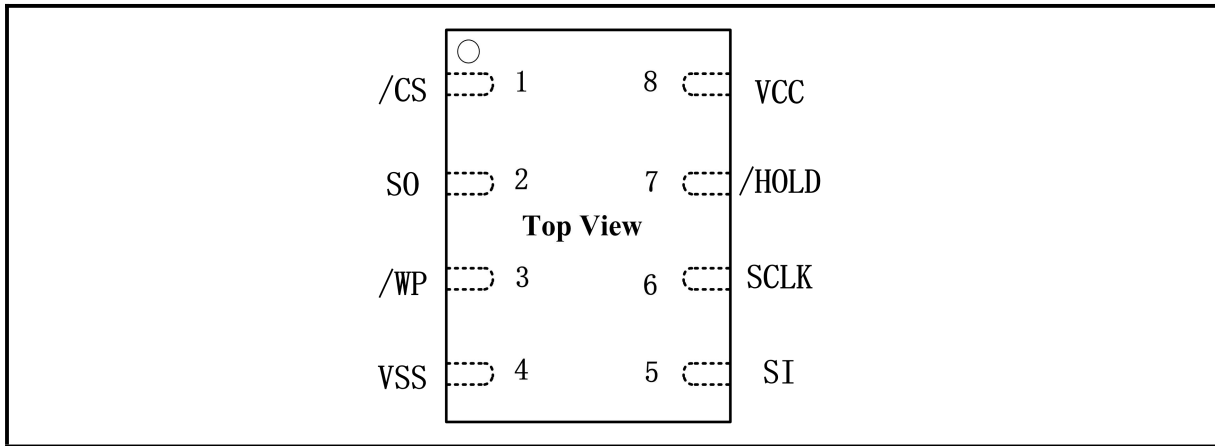 /CS 1 8 VCC
SO 2 7 /HOLD
Top View
/WP 3 6 SCLK
VSS 4 5 SI